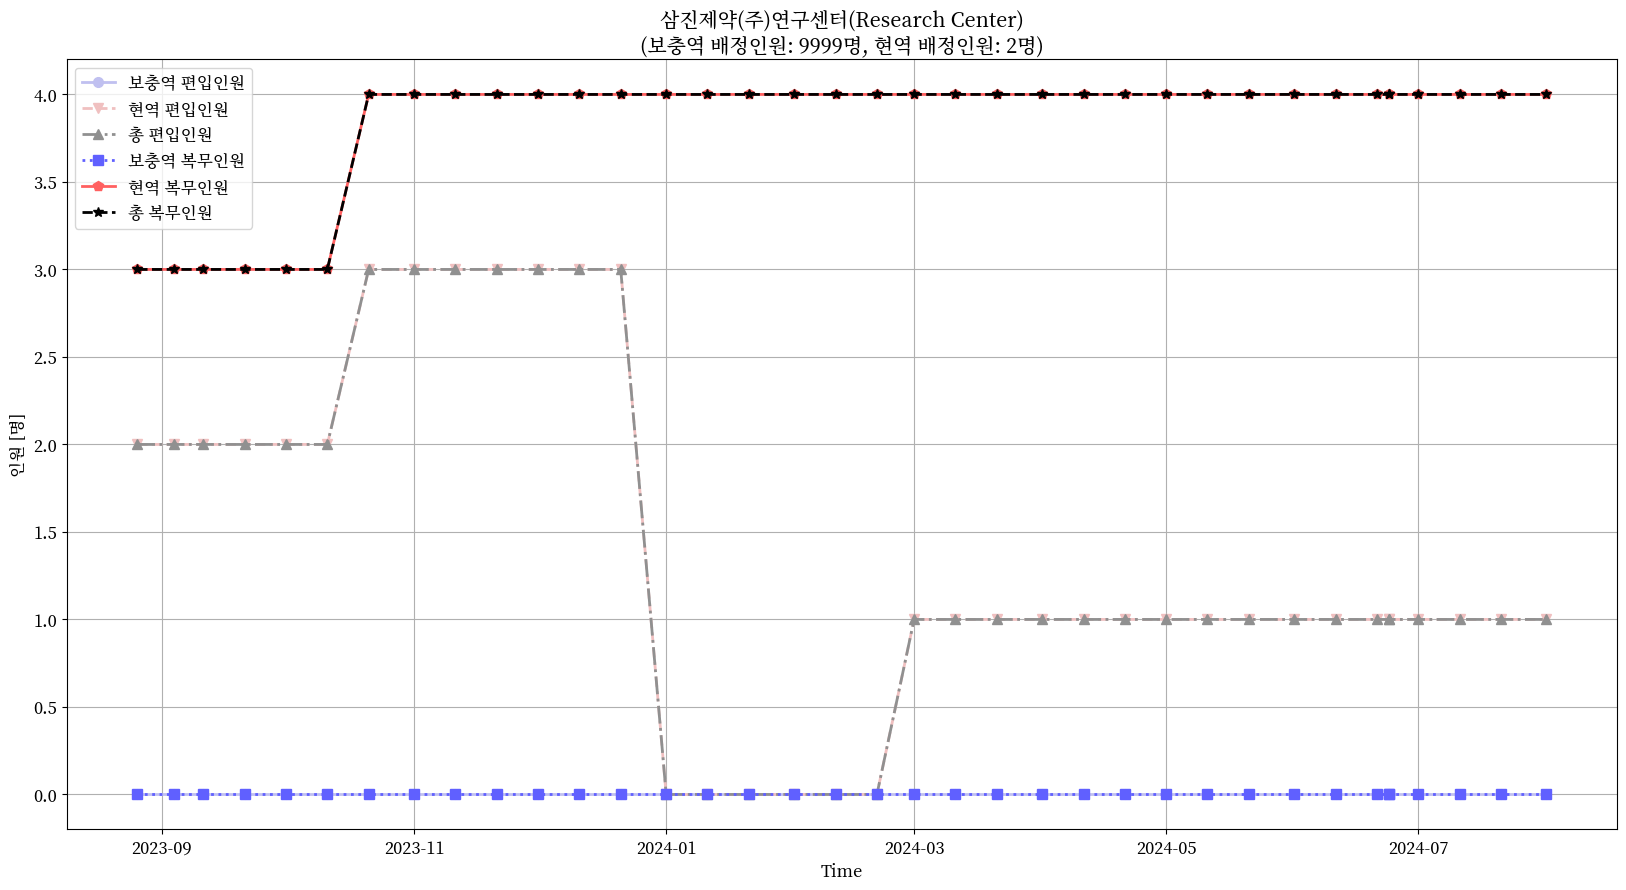 삼진제약(주)연구센터(Research Center)
(보충역 배정인원: 9999명, 현역 배정인원: 2명)
보충역 편입인원
현역 편입인원
총 편입인원
보충역 복무인원
현역 복무인원
총 복무인원
인원 [명]
4.0
3.5
3.0
2.5
2.0
1.5
1.0
0.5
0.0
2023-09
2023-11
2024-01
2024-03
2024-05
2024-07
Time